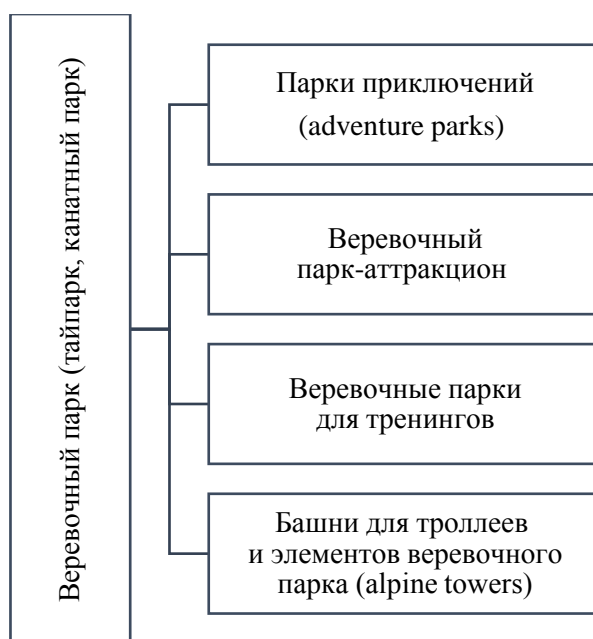 Веревочный парк (тайпарк, канатный парк)
Парки приключений
(adventure parks)
Веревочный
парк-аттракцион
Веревочные парки
для тренингов
Башни для троллеев
и элементов веревочного
парка (alpine towers)